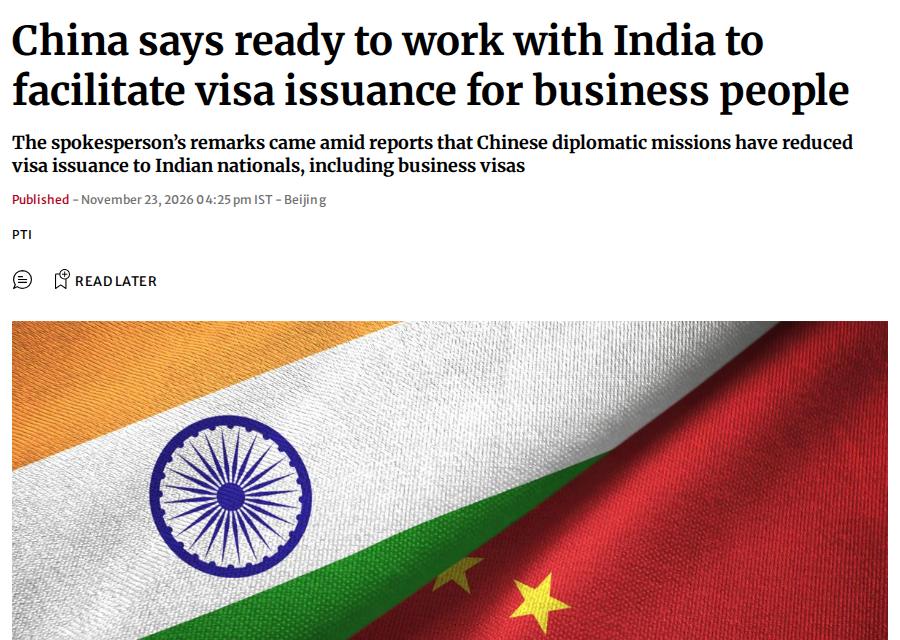 China says ready to work with India to
facilitate visa issuance for business people
The spokesperson’s remarks came amid reports that Chinese diplomatic missions have reduced
visa issuance to Indian nationals, including business visas
Published - November 23, 2026 04:25 pm IST - Beijing
PTI
READ LATER